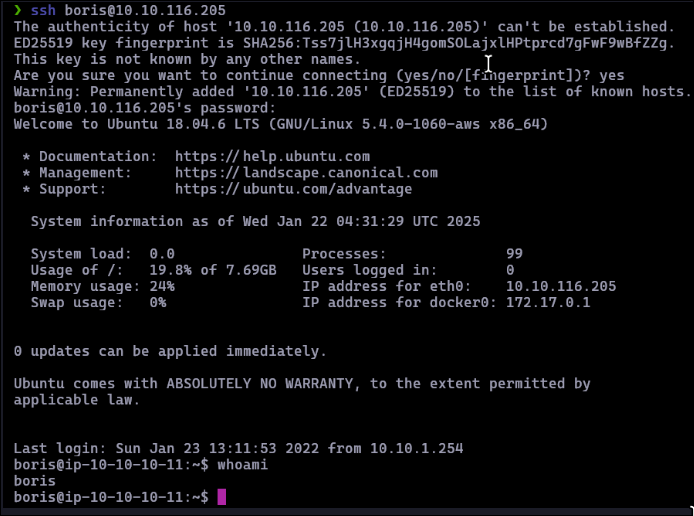 ❯ ssh boris@10.10.116.205
The authenticity of host '10.10.116.205 (10.10.116.205)' can't be established.
ED25519 key fingerprint is SHA256:Tss7jlH3xgqjH4gomSOLajxlHPtprcd7gFwF9wBfZZg.
This key is not known by any other names.
Are you sure you want to continue connecting (yes/no/[fingerprint])? yes
Warning: Permanently added '10.10.116.205' (ED25519) to the list of known hosts.
boris@10.10.116.205's password:
Welcome to Ubuntu 18.04.6 LTS (GNU/Linux 5.4.0-1060-aws x86_64)
* Documentation:  https://help.ubuntu.com
* Management:     https://landscape.canonical.com
* Support:        https://ubuntu.com/advantage
System information as of Wed Jan 22 04:31:29 UTC 2025
System load:  0.0               Processes:              99
Usage of /:   19.8% of 7.69GB   Users logged in:        0
Memory usage: 24%               IP address for eth0:    10.10.116.205
Swap usage:   0%                IP address for docker0: 172.17.0.1
0 updates can be applied immediately.
Ubuntu comes with ABSOLUTELY NO WARRANTY, to the extent permitted by
applicable law.
Last login: Sun Jan 23 13:11:53 2022 from 10.10.1.254
boris@ip-10-10-10-11:~$ whoami
boris
boris@ip-10-10-10-11:~$